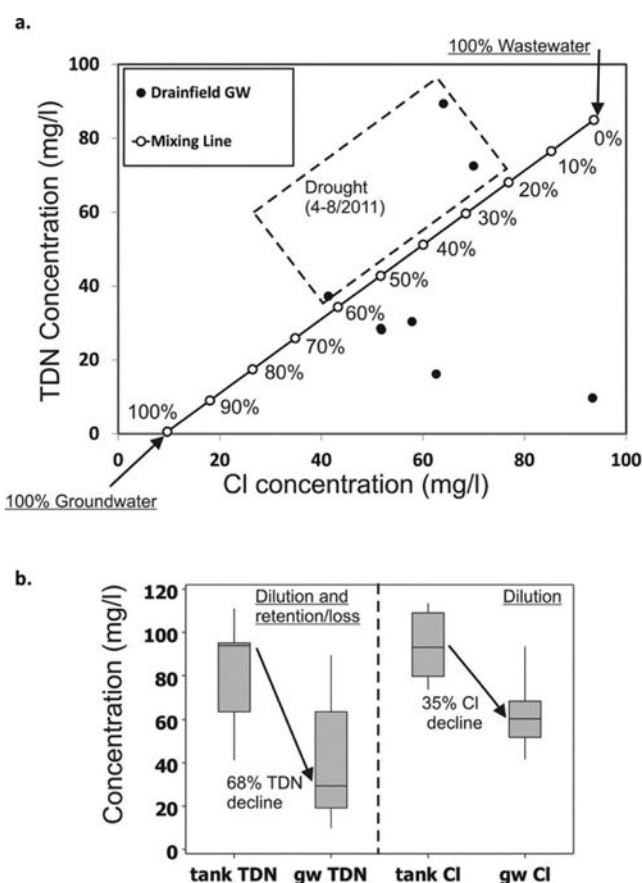 a.
100% Wastewater
Drainfield GW
Mixing Line
Drought
(4-8/2011)
TDN Concentration (mg/l)
100
80
60
40
20
0
0%
10%
20%
30%
40%
50%
60%
70%
80%
90%
100%
0 20 40 60 80 100
Cl concentration (mg/l)
100% Groundwater
b.
Concentration (mg/l)
120
100
80
60
40
20
0
Dilution and
retention/loss
68% TDN
decline
Dilution
35% Cl
decline
tank TDN gw TDN tank Cl gw Cl